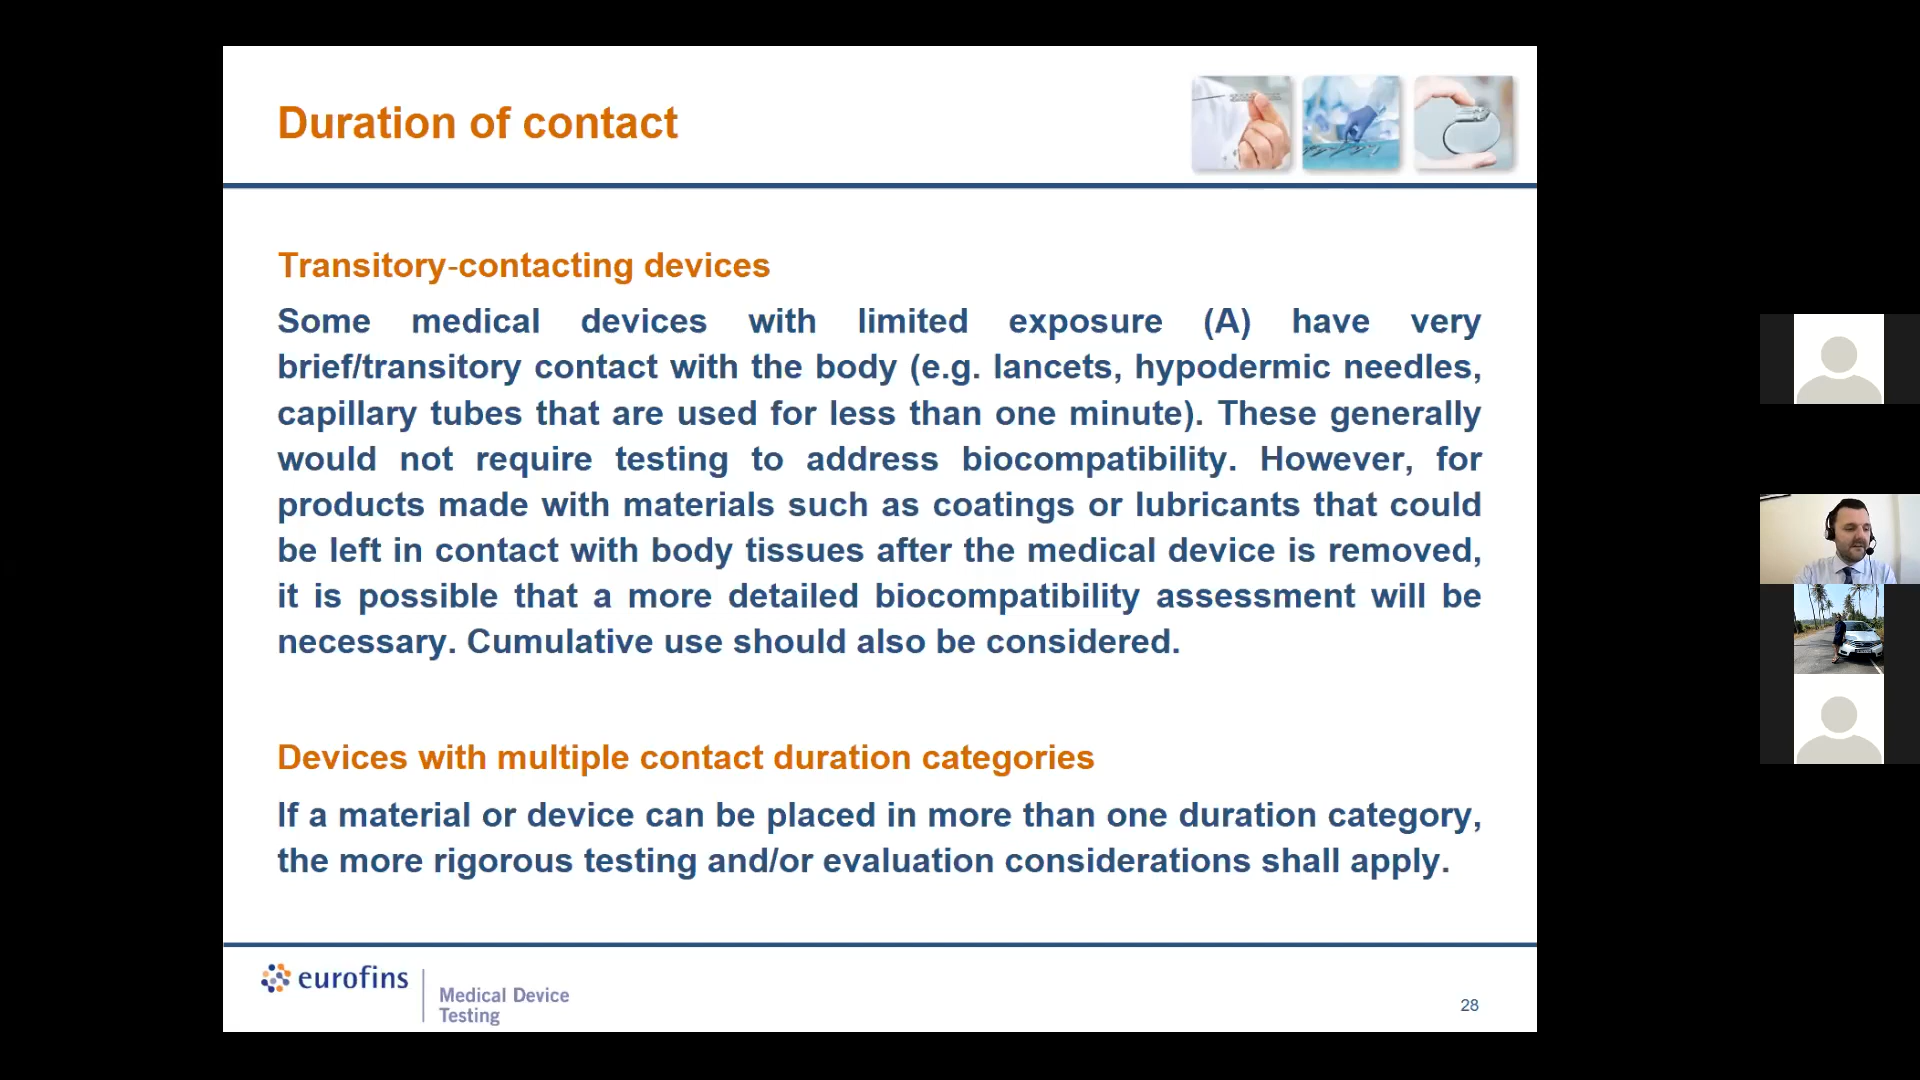 Duration of contact
Transitory-contacting devices
Some medical devices with limited exposure (A) have very
brief/transitory contact with the body (e.g. lancets, hypodermic needles,
capillary tubes that are used for less than one minute). These generally
would not require testing to address biocompatibility. However, for
products made with materials such as coatings or lubricants that could
be left in contact with body tissues after the medical device is removed,
it is possible that a more detailed biocompatibility assessment will be
necessary. Cumulative use should also be considered.
Devices with multiple contact duration categories
If a material or device can be placed in more than one duration category,
the more rigorous testing and/or evaluation considerations shall apply.
eurofins
Medical Device
Testing
28